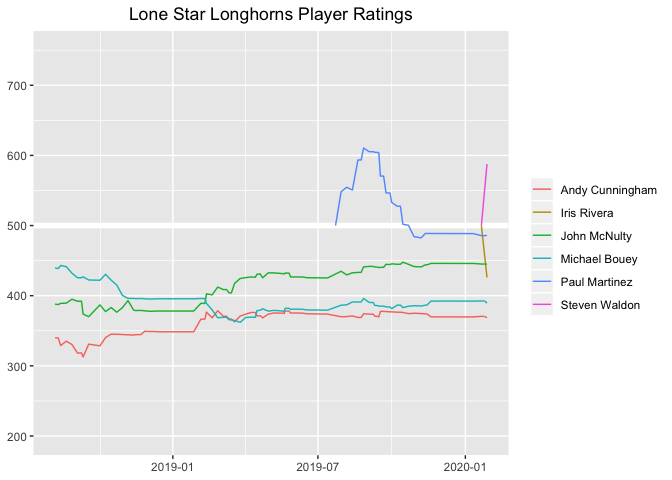 Lone Star Longhorns Player Ratings
700
600
500
400
300
200
2019-01
2019-07
2020-01
Andy Cunningham
Iris Rivera
John McNulty
Michael Bouey
Paul Martinez
Steven Waldon